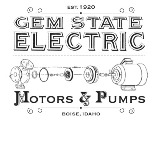 EST. 1920
GEM STATE
ELECTRIC
MOTORS & PUMPS
BOISE, IDAHO